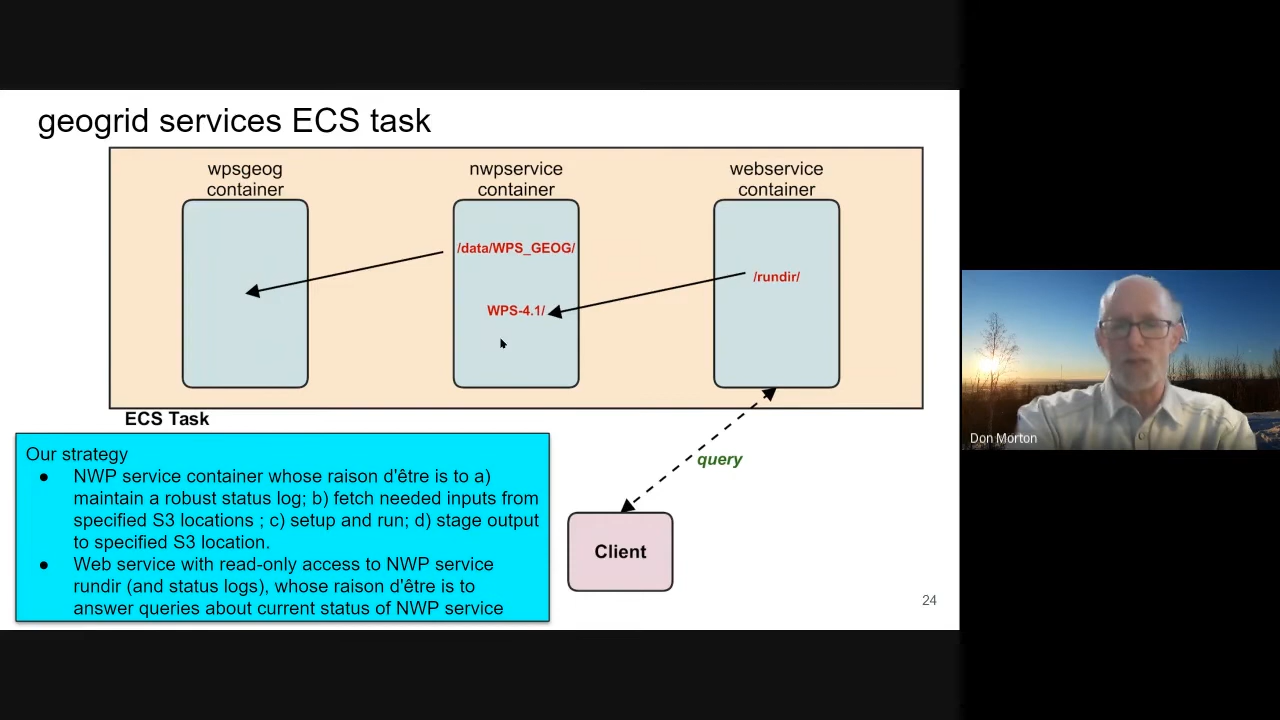 geogrid services ECS task
wpsgeog
container
nwpservice
container
webservice
container
/data/WPS_GEOG/
/rundir/
WPS-4.1/
ECS Task
Our strategy
● NWP service container whose raison d'être is to a)
maintain a robust status log; b) fetch needed inputs from
specified S3 locations ; c) setup and run; d) stage output
to specified S3 location.
● Web service with read-only access to NWP service
rundir (and status logs), whose raison d'être is to
answer queries about current status of NWP service
query
Client
24
Don Morton